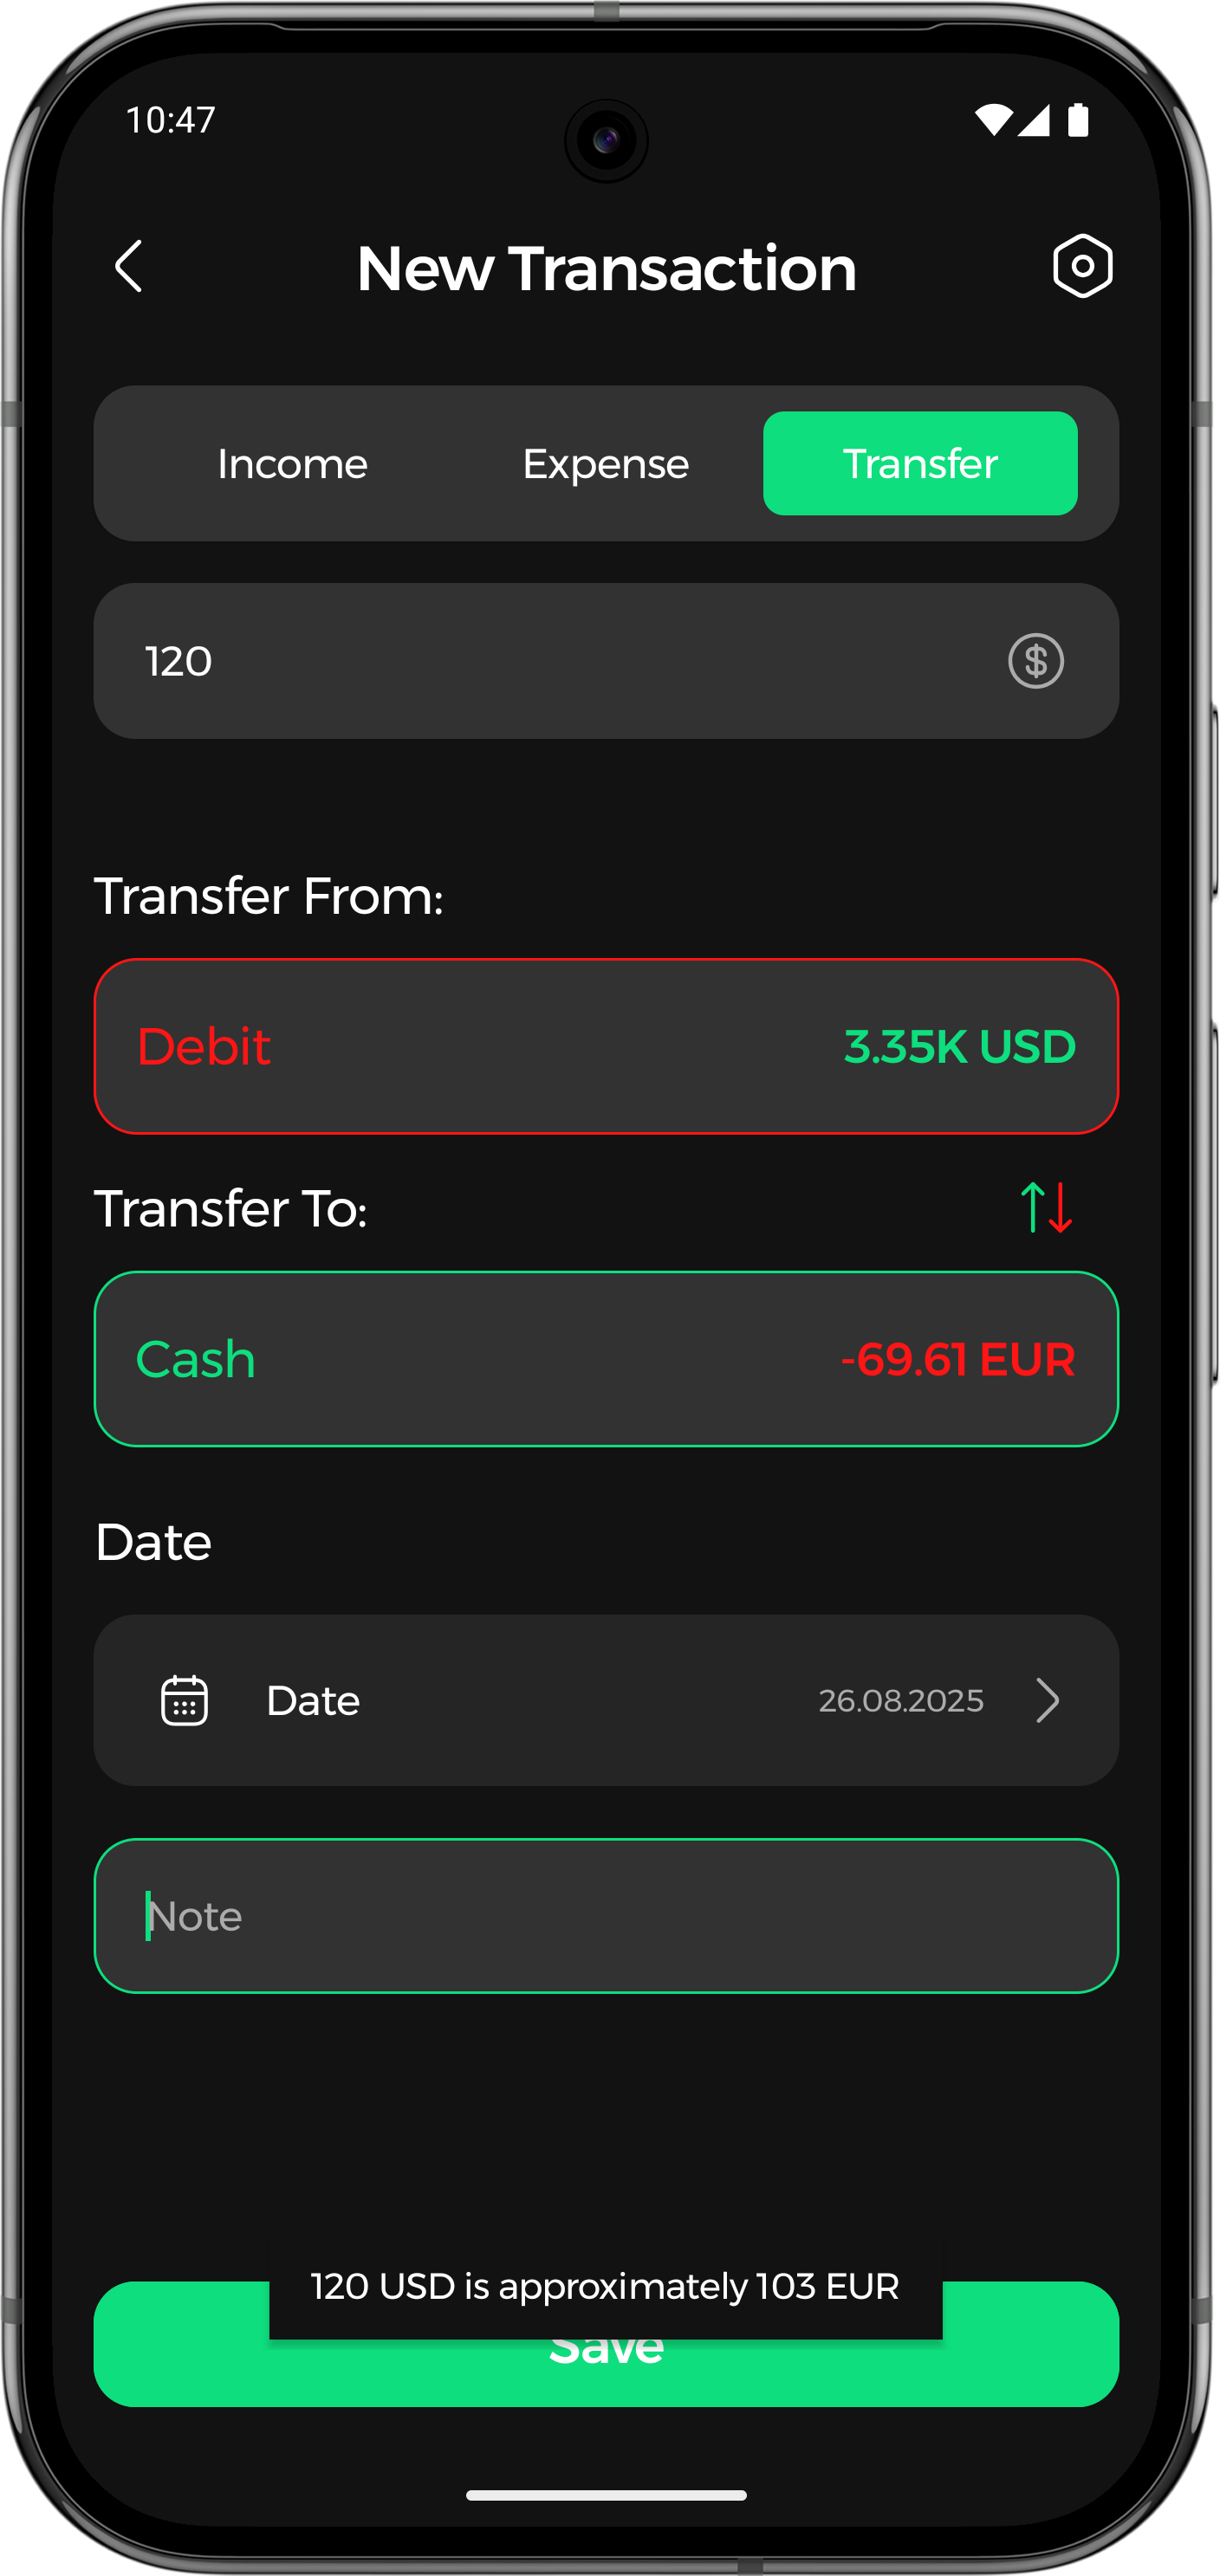 10:47
New Transaction
Income Expense Transfer
120
Transfer From:
Debit 3.35K USD
Transfer To:
Cash -69.61 EUR
Date
Date 26.08.2025
Note
120 USD is approximately 103 EUR
Save